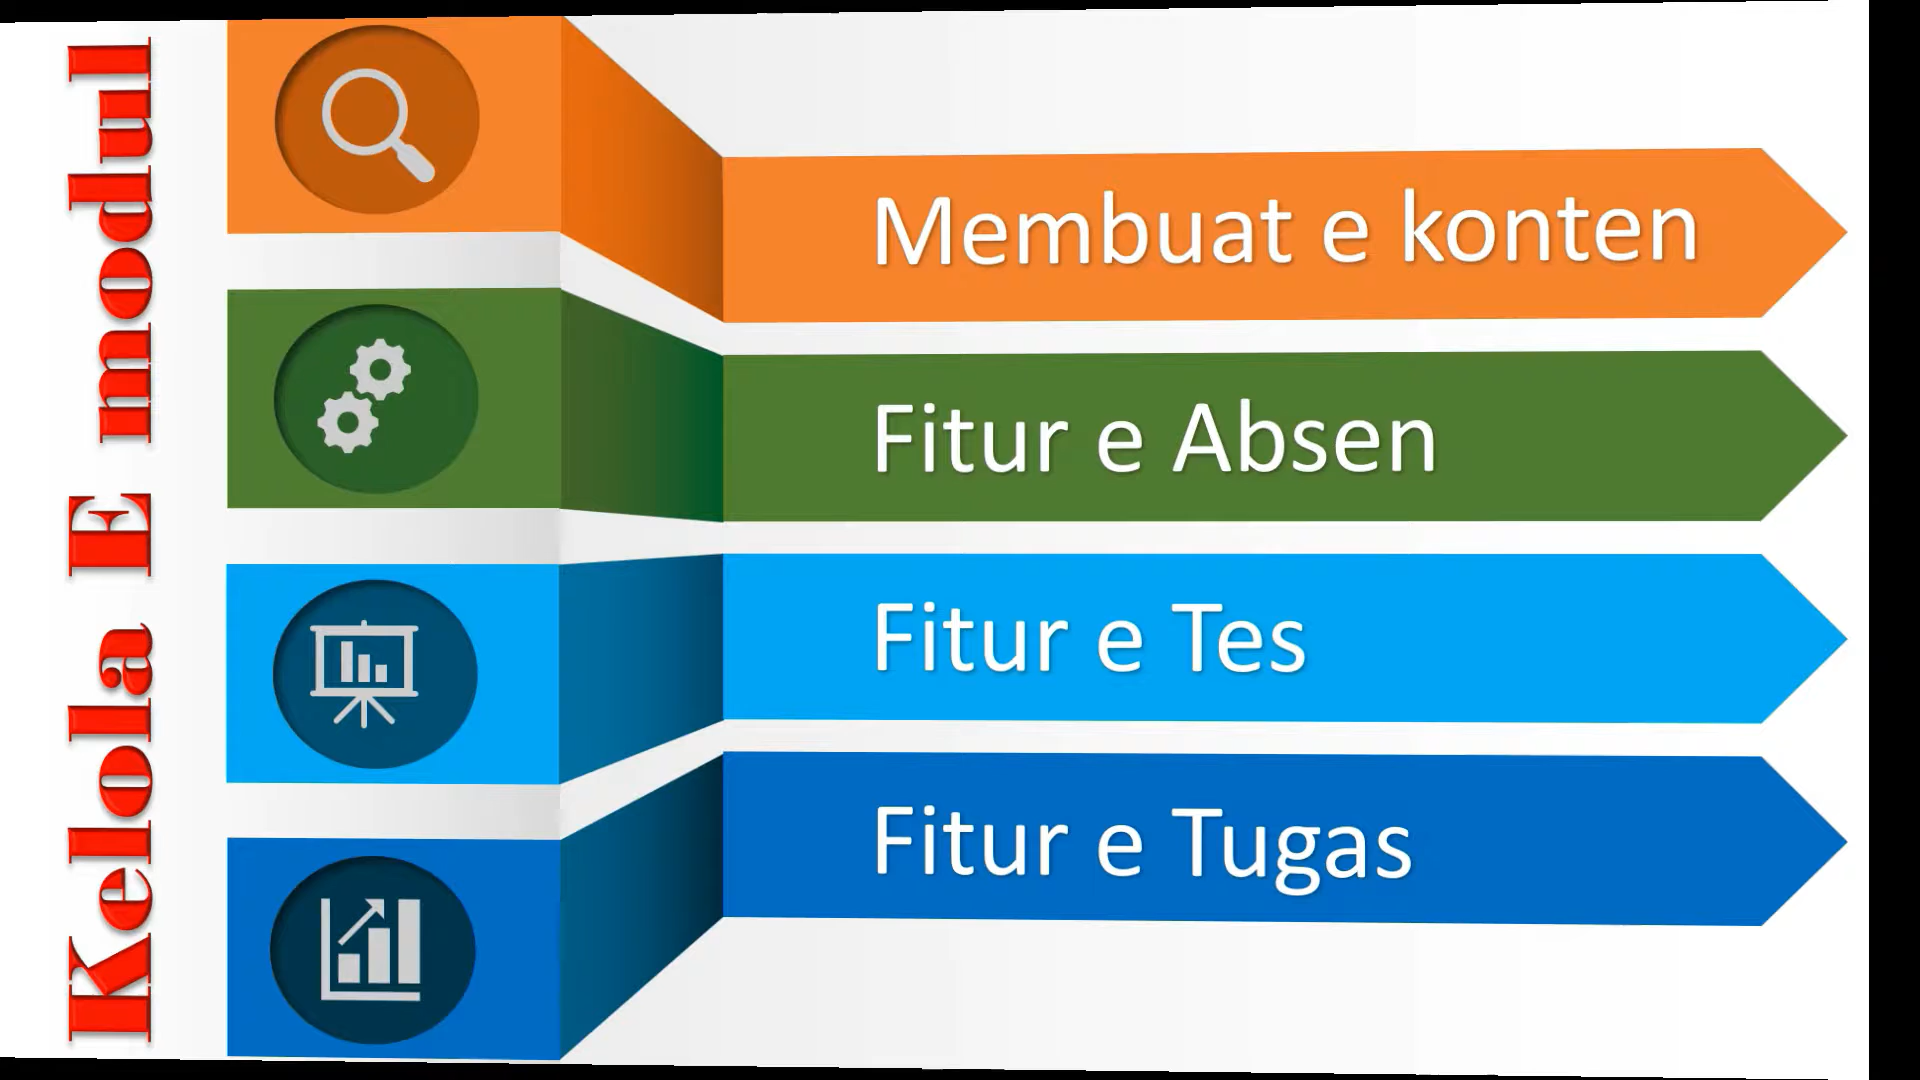 Kelola E modul
Membuat e konten
Fitur e Absen
Fitur e Tes
Fitur e Tugas